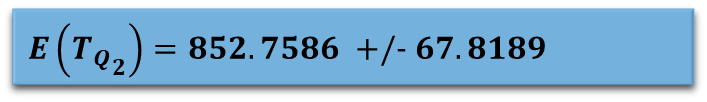 E(T_{Q_2}) = 852.7586 +/- 67.8189